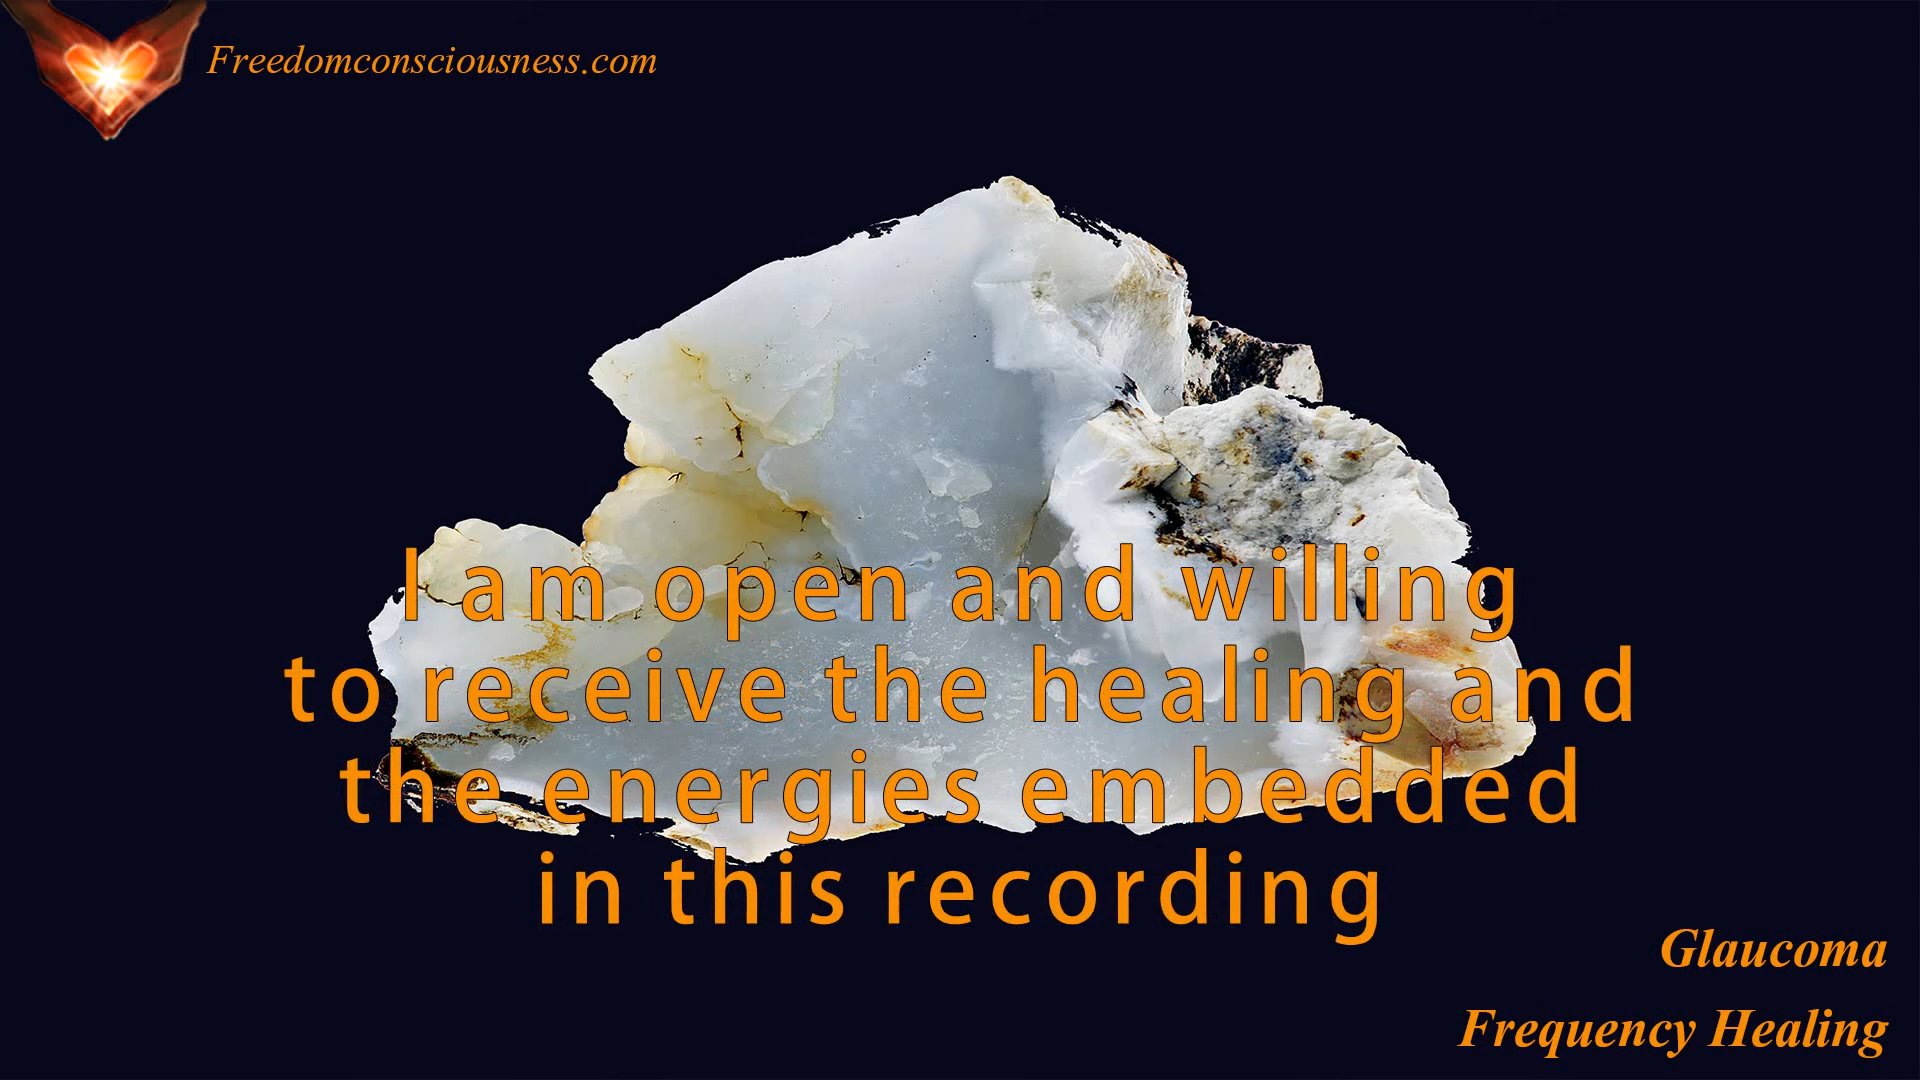 Freedomconsciousness.com
I am open and willing
to receive the healing and
the energies embedded
in this recording
Glaucoma
Frequency Healing